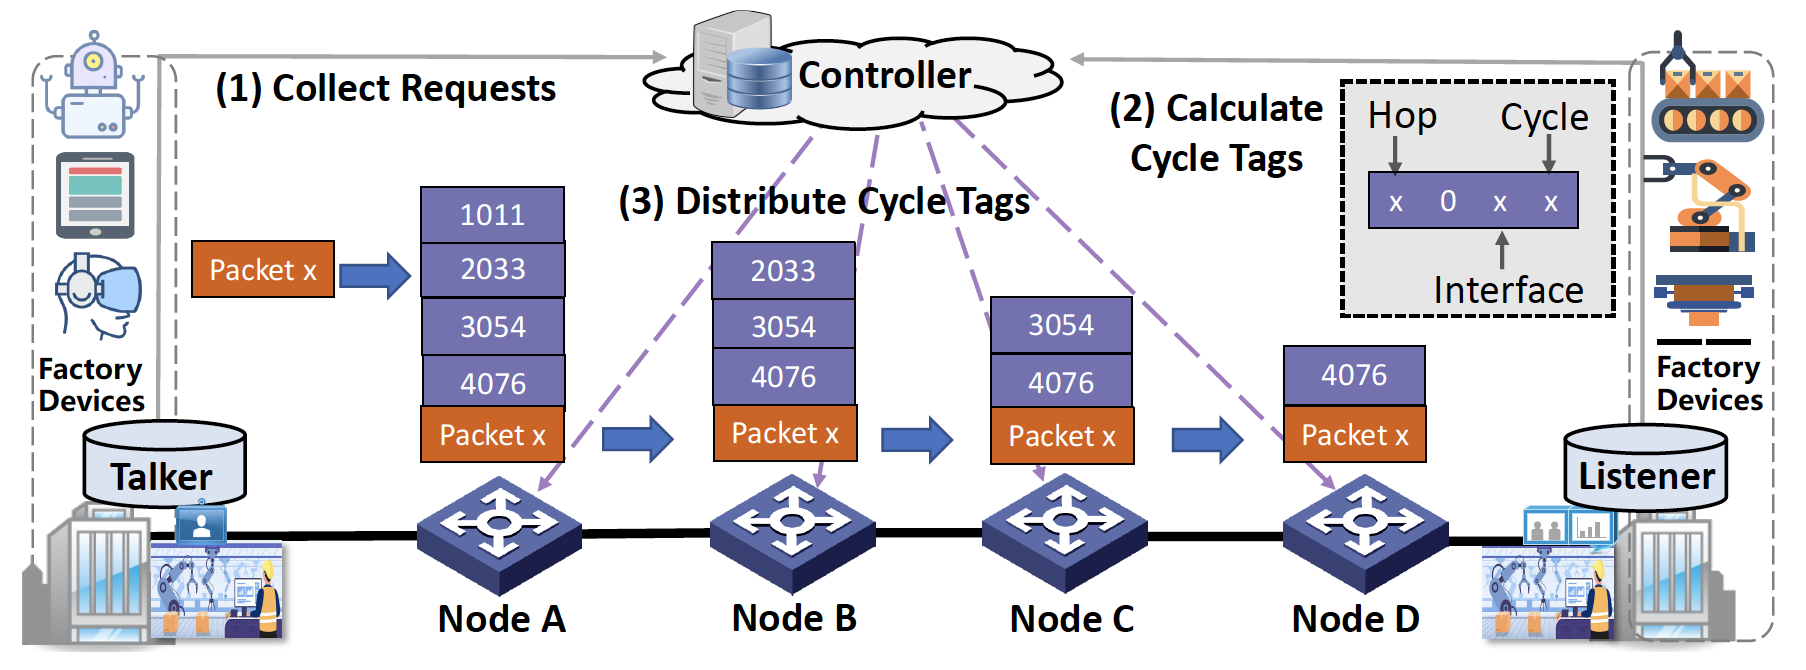 (1) Collect Requests
Controller
(2) Calculate
Cycle Tags
Hop
Cycle
x 0 x x
Interface
(3) Distribute Cycle Tags
Packet x
1011
2033
3054
4076
Packet x
2033
3054
4076
Packet x
3054
4076
Packet x
4076
Packet x
Factory
Devices
Talker
Factory
Devices
Listener
Node A
Node B
Node C
Node D